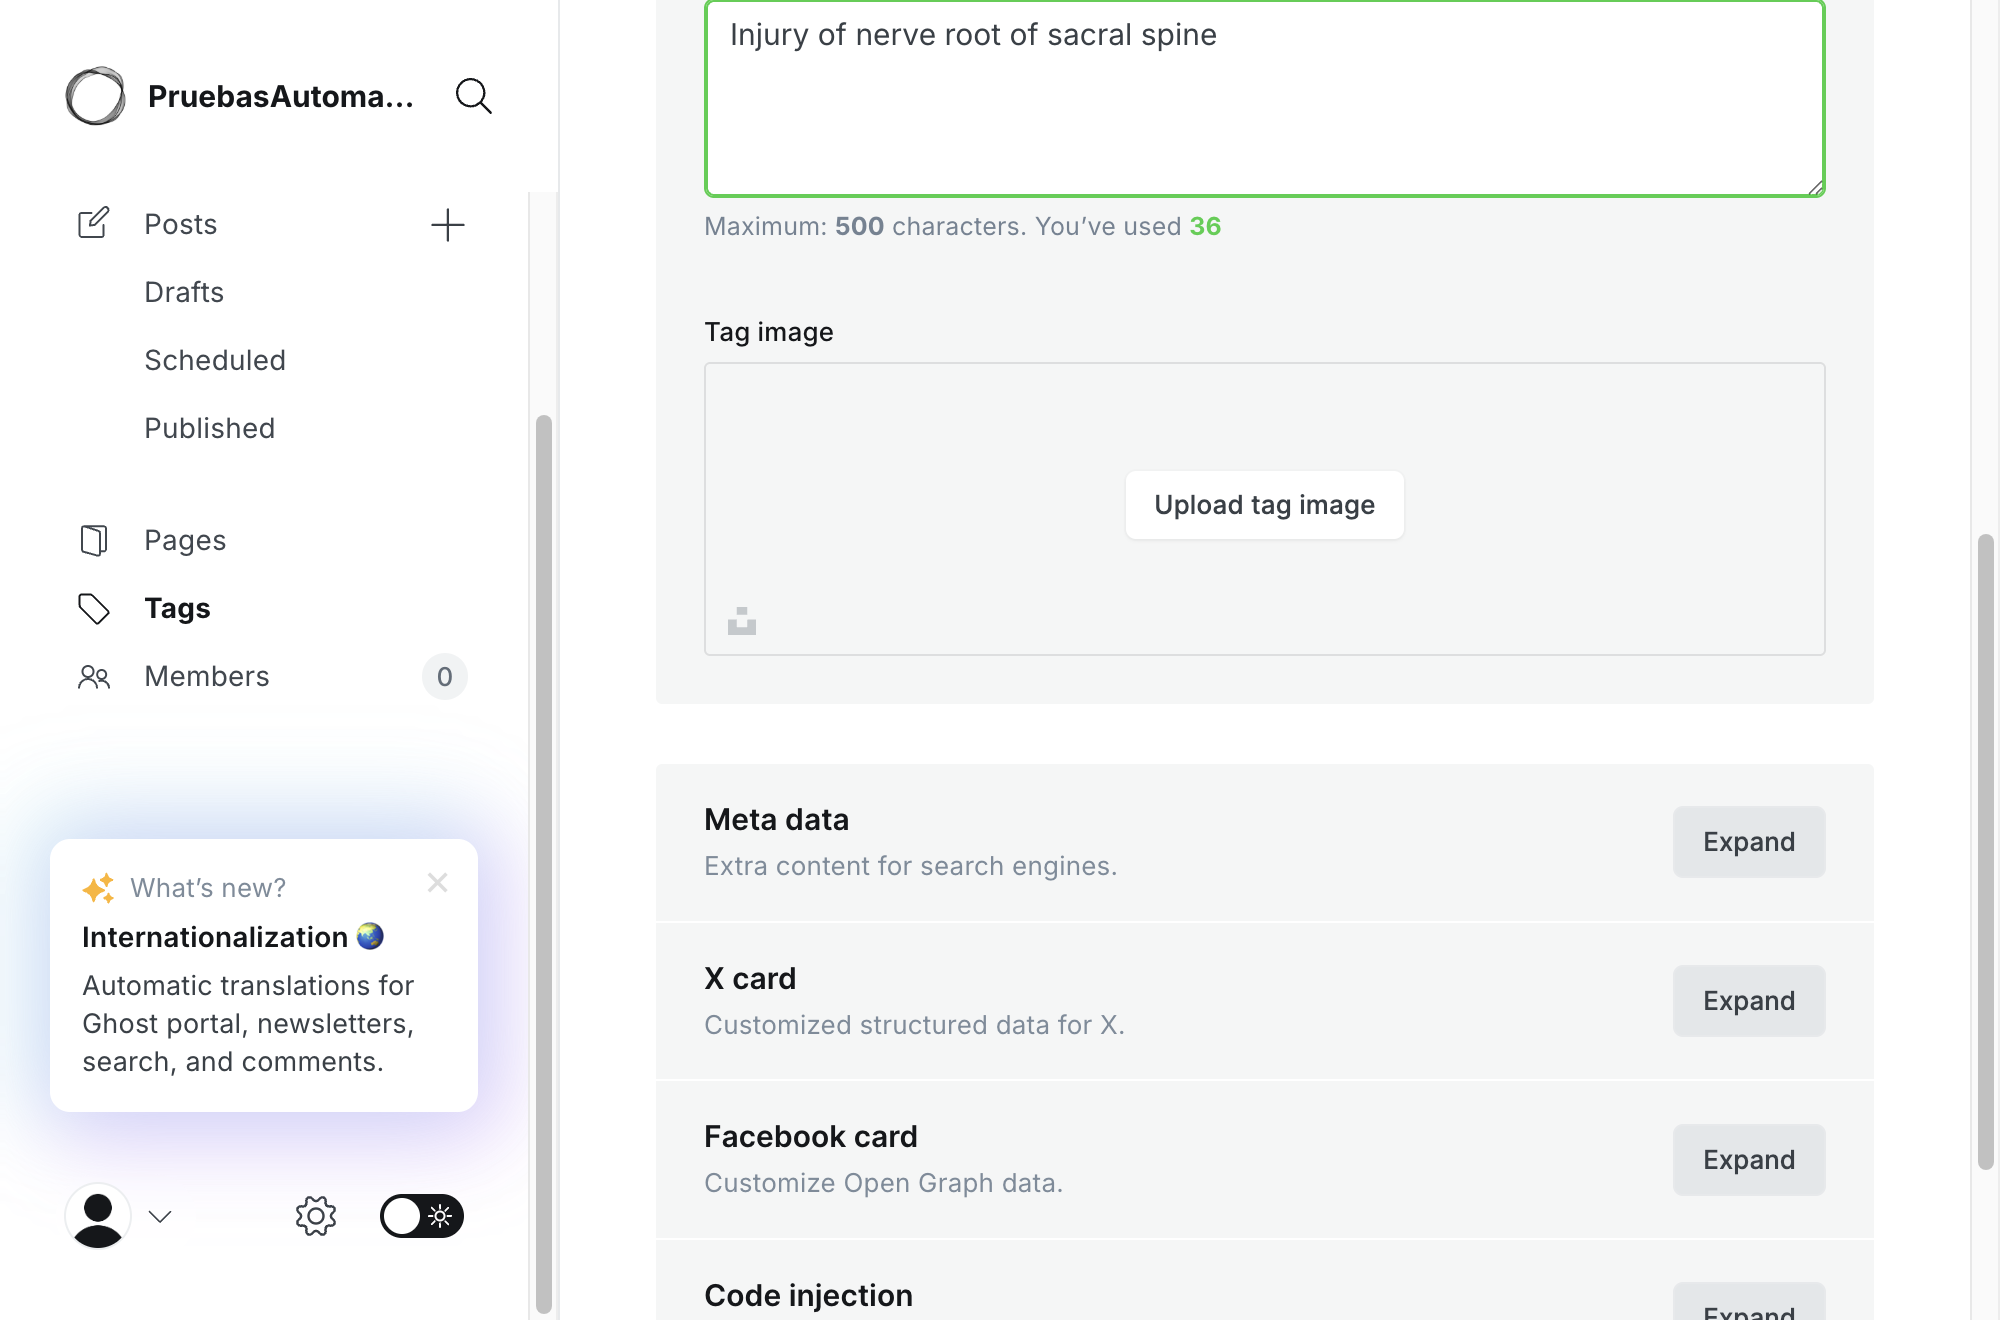 PruebasAutoma...
Posts
Drafts
Scheduled
Published
Pages
Tags
Members
0
What’s new?
Internationalization
Automatic translations for
Ghost portal, newsletters,
search, and comments.
Injury of nerve root of sacral spine
Maximum: 500 characters. You’ve used 36
Tag image
Upload tag image
Meta data
Extra content for search engines.
Expand
X card
Customized structured data for X.
Expand
Facebook card
Customize Open Graph data.
Expand
Code injection
Expand